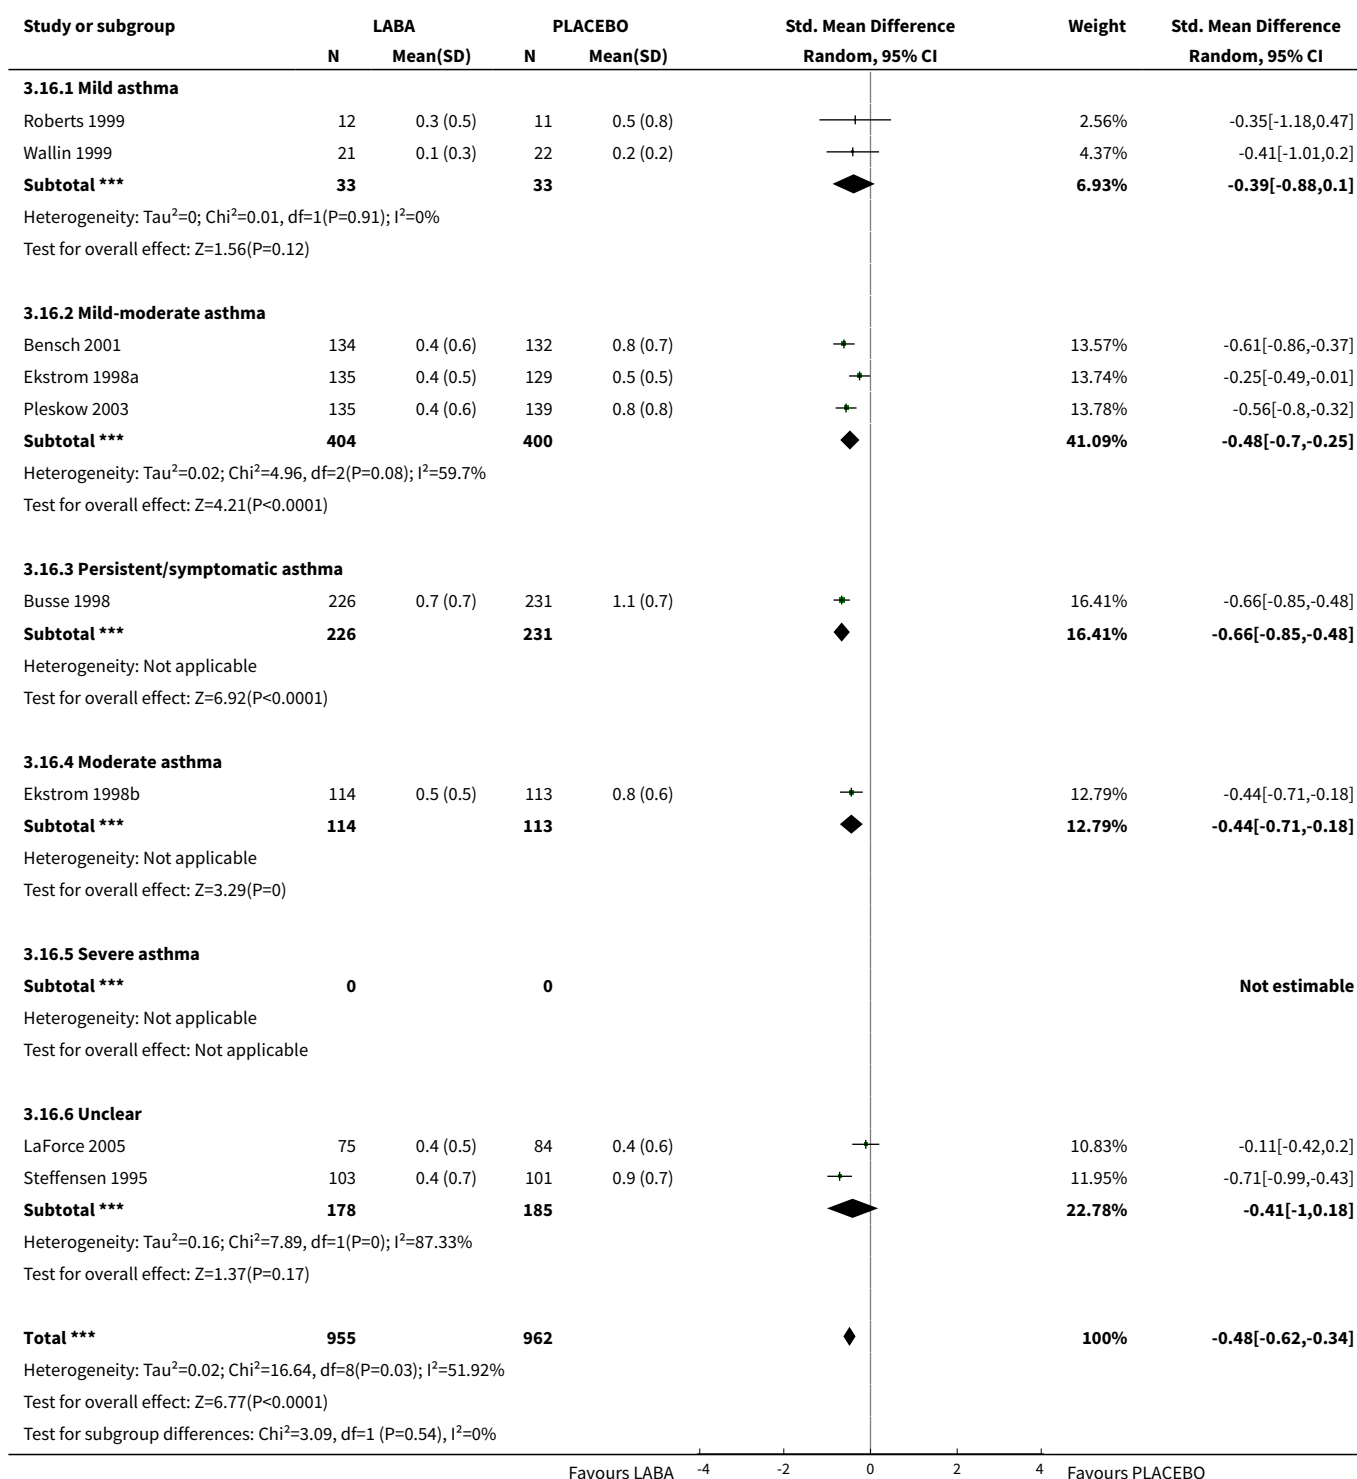 Study or subgroup LABA PLACEBO Std. Mean Difference Weight Std. Mean Difference
N Mean(SD) N Mean(SD) Random, 95% CI Random, 95% CI
3.16.1 Mild asthma
Roberts 1999 12 0.3 (0.5) 11 0.5 (0.8) 2.56% -0.35[-1.18,0.47]
Wallin 1999 21 0.1 (0.3) 22 0.2 (0.2) 4.37% -0.41[-1.01,0.2]
Subtotal *** 33 33 6.93% -0.39[-0.88,0.1]
Heterogeneity: Tau²=0; Chi²=0.01, df=1(P=0.91); I²=0%
Test for overall effect: Z=1.56(P=0.12)
3.16.2 Mild-moderate asthma
Bensch 2001 134 0.4 (0.6) 132 0.8 (0.7) 13.57% -0.61[-0.86,-0.37]
Ekstrom 1998a 135 0.4 (0.5) 129 0.5 (0.5) 13.74% -0.25[-0.49,-0.01]
Pleskow 2003 135 0.4 (0.6) 139 0.8 (0.8) 13.78% -0.56[-0.8,-0.32]
Subtotal *** 404 400 41.09% -0.48[-0.7,-0.25]
Heterogeneity: Tau²=0.02; Chi²=4.96, df=2(P=0.08); I²=59.7%
Test for overall effect: Z=4.21(P<0.0001)
3.16.3 Persistent/symptomatic asthma
Busse 1998 226 0.7 (0.7) 231 1.1 (0.7) 16.41% -0.66[-0.85,-0.48]
Subtotal *** 226 231 16.41% -0.66[-0.85,-0.48]
Heterogeneity: Not applicable
Test for overall effect: Z=6.92(P<0.0001)
3.16.4 Moderate asthma
Ekstrom 1998b 114 0.5 (0.5) 113 0.8 (0.6) 12.79% -0.44[-0.71,-0.18]
Subtotal *** 114 113 12.79% -0.44[-0.71,-0.18]
Heterogeneity: Not applicable
Test for overall effect: Z=3.29(P=0)
3.16.5 Severe asthma
Subtotal *** 0 0 Not estimable
Heterogeneity: Not applicable
Test for overall effect: Not applicable
3.16.6 Unclear
LaForce 2005 75 0.4 (0.5) 84 0.4 (0.6) 10.83% -0.11[-0.42,0.2]
Steffensen 1995 103 0.4 (0.7) 101 0.9 (0.7) 11.95% -0.71[-0.99,-0.43]
Subtotal *** 178 185 22.78% -0.41[-1,0.18]
Heterogeneity: Tau²=0.16; Chi²=7.89, df=1(P=0); I²=87.33%
Test for overall effect: Z=1.37(P=0.17)
Total *** 955 962 100% -0.48[-0.62,-0.34]
Heterogeneity: Tau²=0.02; Chi²=16.64, df=8(P=0.03); I²=51.92%
Test for overall effect: Z=6.77(P<0.0001)
Test for subgroup differences: Chi²=3.09, df=1 (P=0.54), I²=0%
Favours LABA -4 -2 0 2 4 Favours PLACEBO